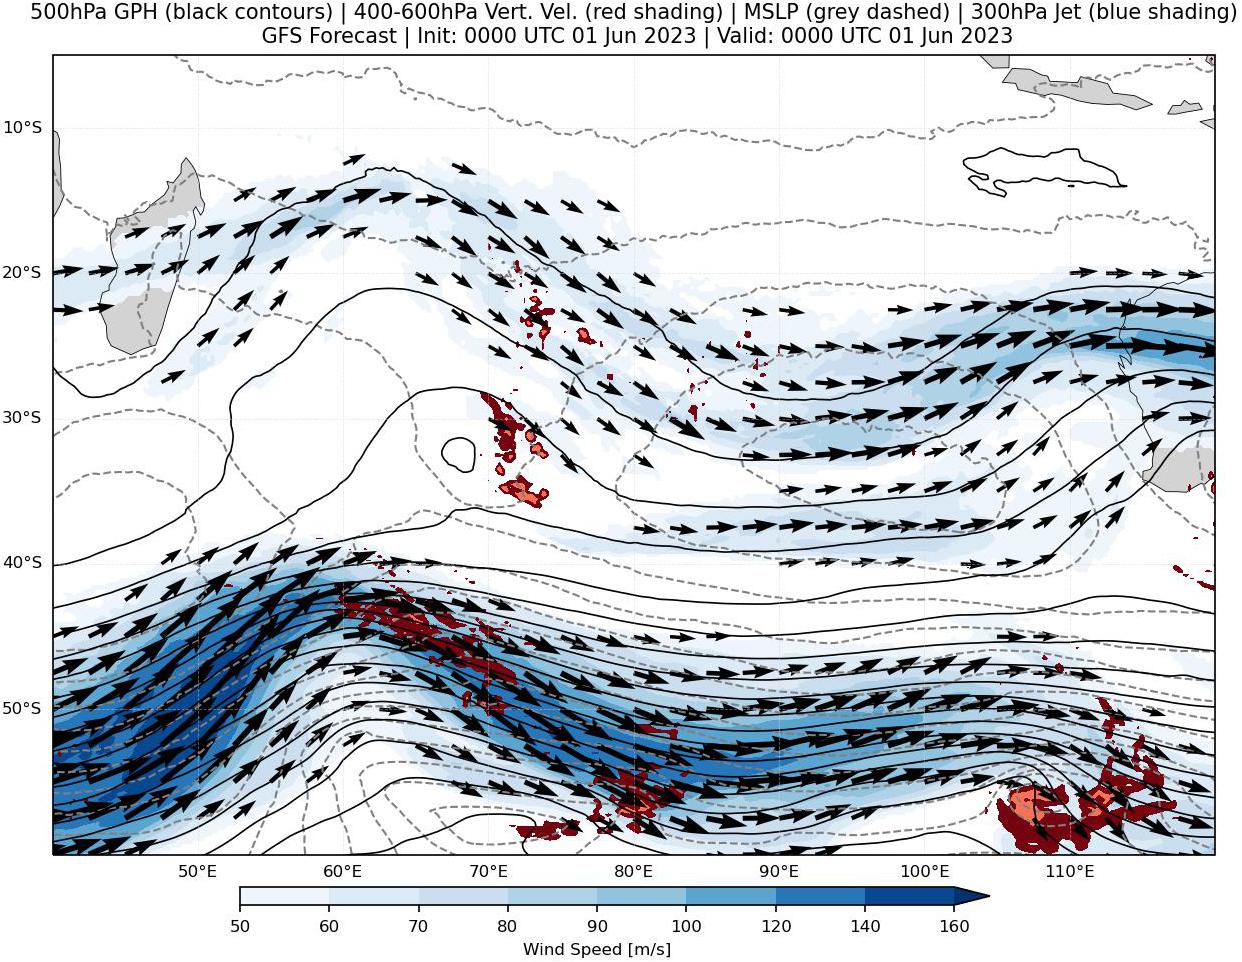 500hPa GPH (black contours) | 400-600hPa Vert. Vel. (red shading) | MSLP (grey dashed) | 300hPa Jet (blue shading)
GFS Forecast | Init: 0000 UTC 01 Jun 2023 | Valid: 0000 UTC 01 Jun 2023
10°S
20°S
30°S
40°S
50°S
50°E 60°E 70°E 80°E 90°E 100°E 110°E
50 60 70 80 90 100 120 140 160
Wind Speed [m/s]